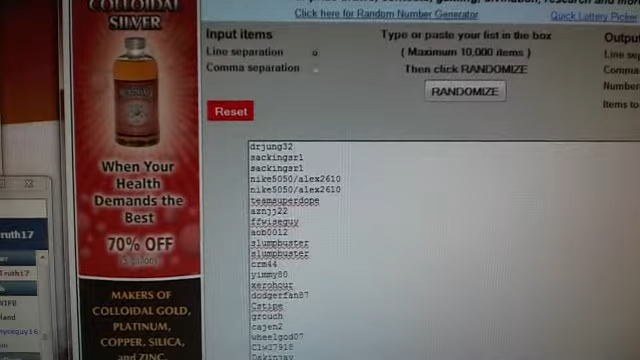 COLLOIDAL
SILVER
When Your
Health
Demands the
Best
70% OFF
MAKERS OF
COLLOIDAL GOLD,
PLATINUM,
COPPER, SILICA,
and ZINC.
ruth17
Truth17
Click here for Random Number Generator
Quick Lottery Picker
Input items
Line separation
Comma separation
Type or paste your list in the box
( Maximum 10,000 items )
Then click RANDOMIZE
RANDOMIZE
Reset
Line
Comma
Items to
drjung32
sackingsr1
sackingsr1
nike5050/alex2610
nike5050/alex2610
teamsuperdope
aznjj22
ffwiseguy
aob0012
slumpbuster
slumpbuster
crm44
yimmy80
xerohour
dodgerfan87
Cstipe
grouch
cajen2
wheelgod07
Clw37918